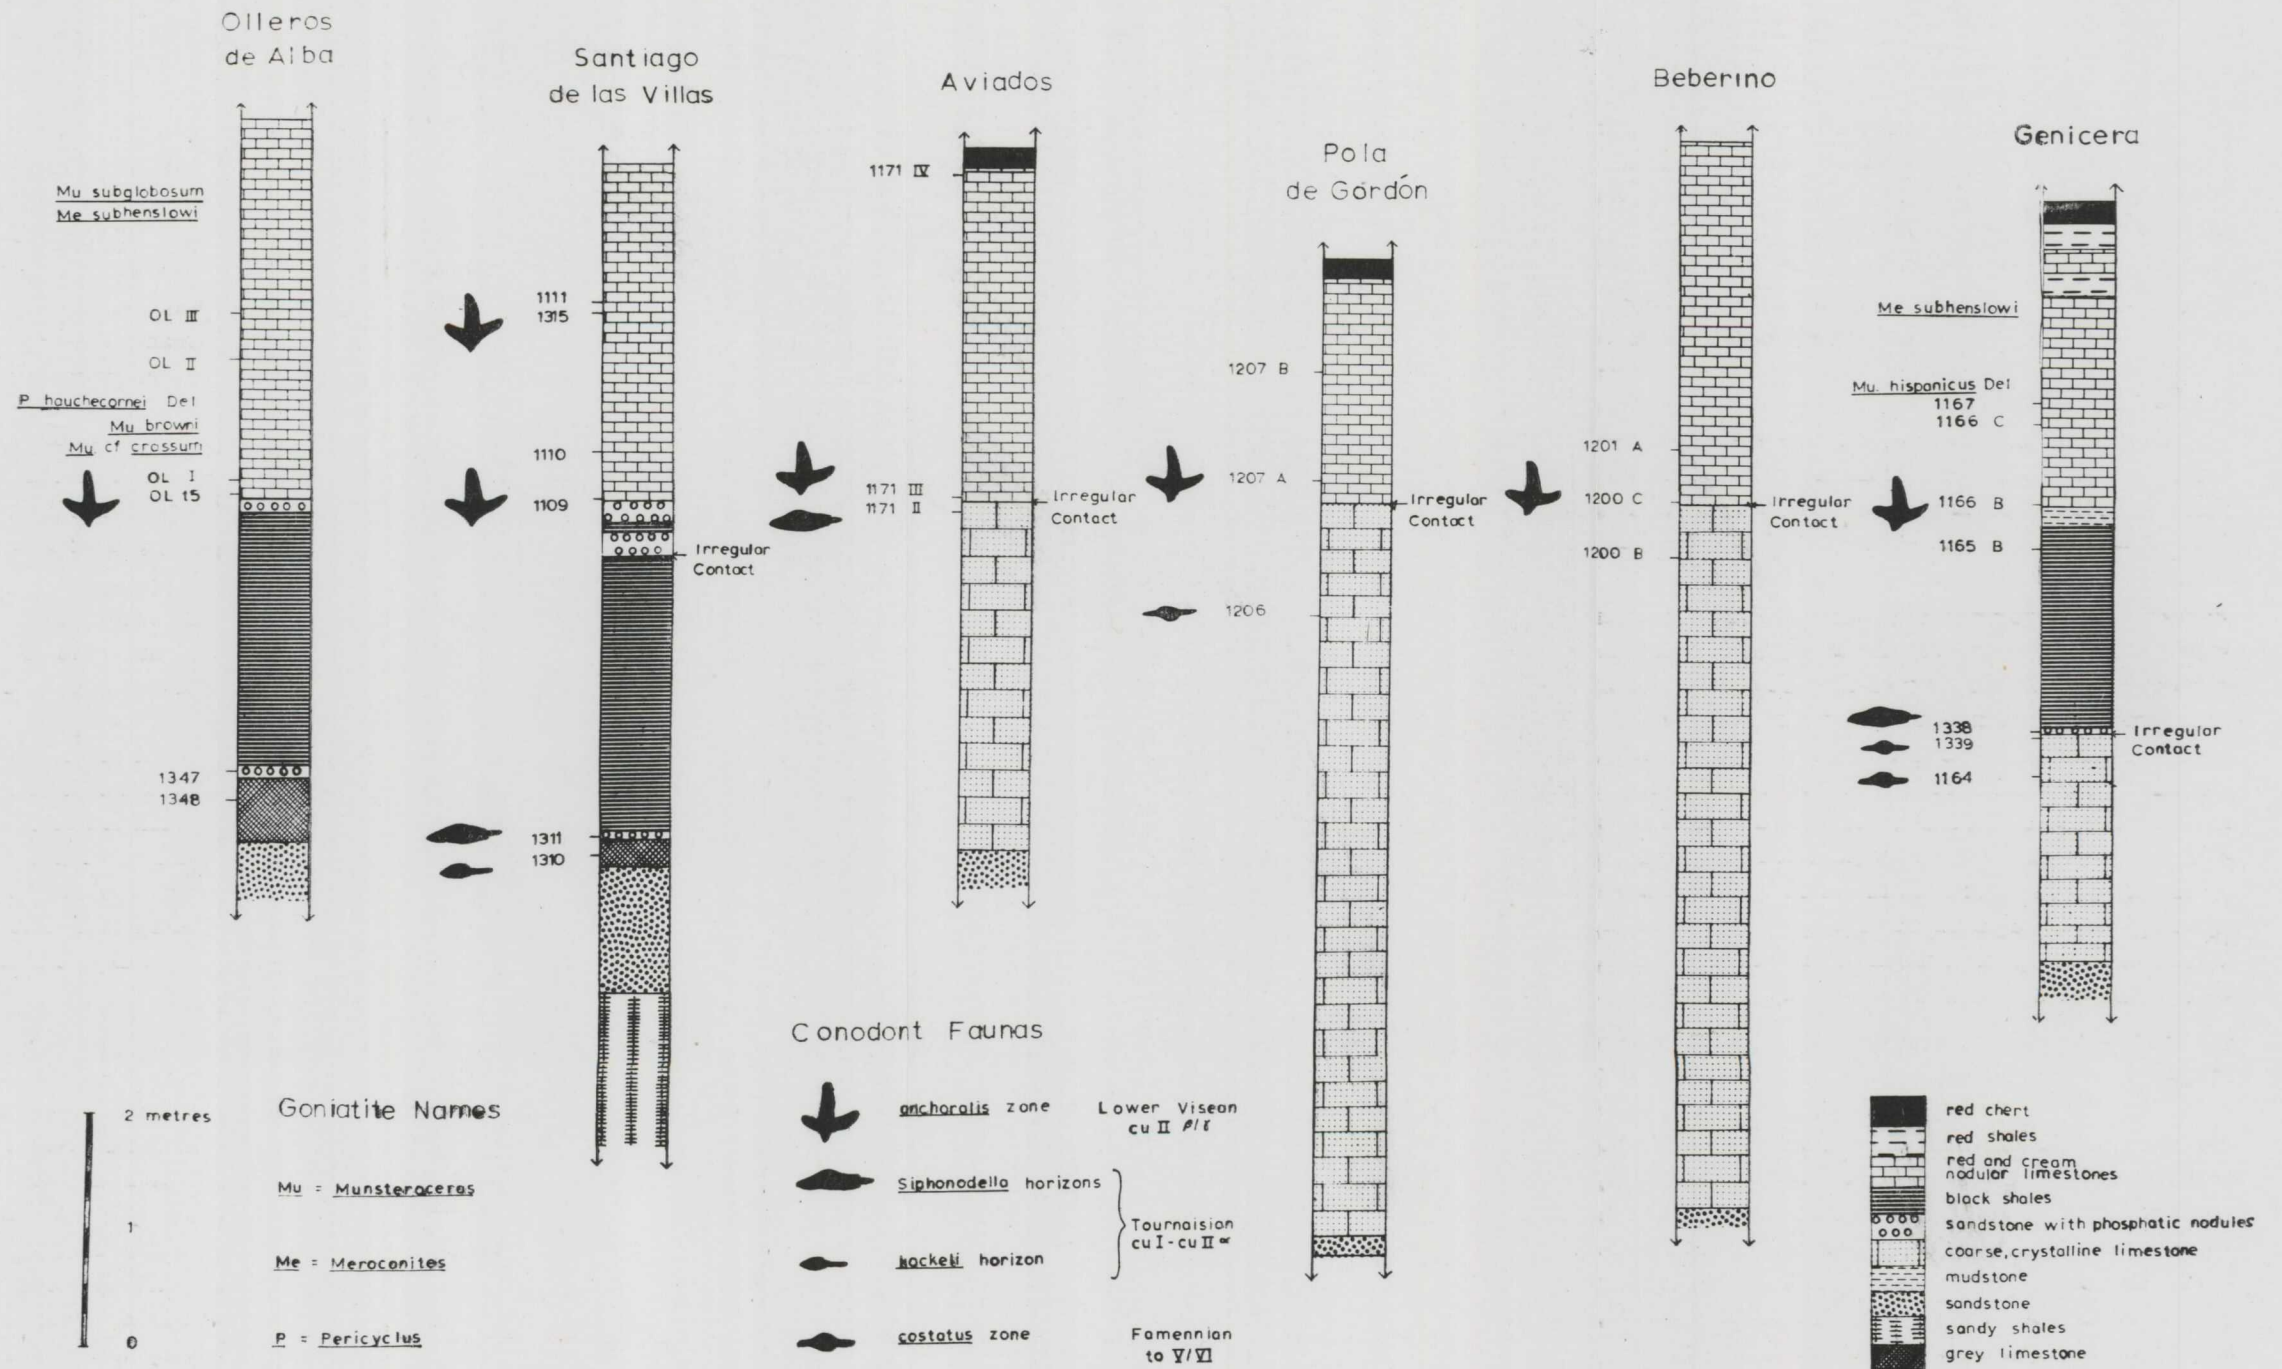 Olleros
de Alba
Mu subglobosum
Me subhenslowi
OL III
OL II
P hauchecornei Del
Mu browni
Mu. cf crassum
OL I
OL 15
1347
1348
Santiago
de las Villas
1111
1315
1110
1109
Irregular
Contact
1311
1310
Aviados
1171 IV
1171 III
1171 II
Irregular
Contact
Pola
de Gordón
1207 B
1207 A
Irregular
Contact
1206
Beberino
1201 A
1200 C
Irregular
Contact
1200 B
Genicera
Me subhenslowi
Mu. hispanicus Del
1167
1166 C
1166 B
1165 B
1338
1339
1164
Irregular
Contact
2 metres
1
0
Goniatite Names
Mu = Munsteroceras
Me = Merocanites
P = Pericyclus
Conodont Faunas
anchoralis zone Lower Visean
cu II β/γ
Siphonodella horizons
Tournaision
cu I - cu II α
kockeli horizon
costatus zone Famennian
to V/VI
red chert
red shales
red and cream
nodular limestones
black shales
sandstone with phosphatic nodules
coarse, crystalline limestone
mudstone
sandstone
sandy shales
grey limestone